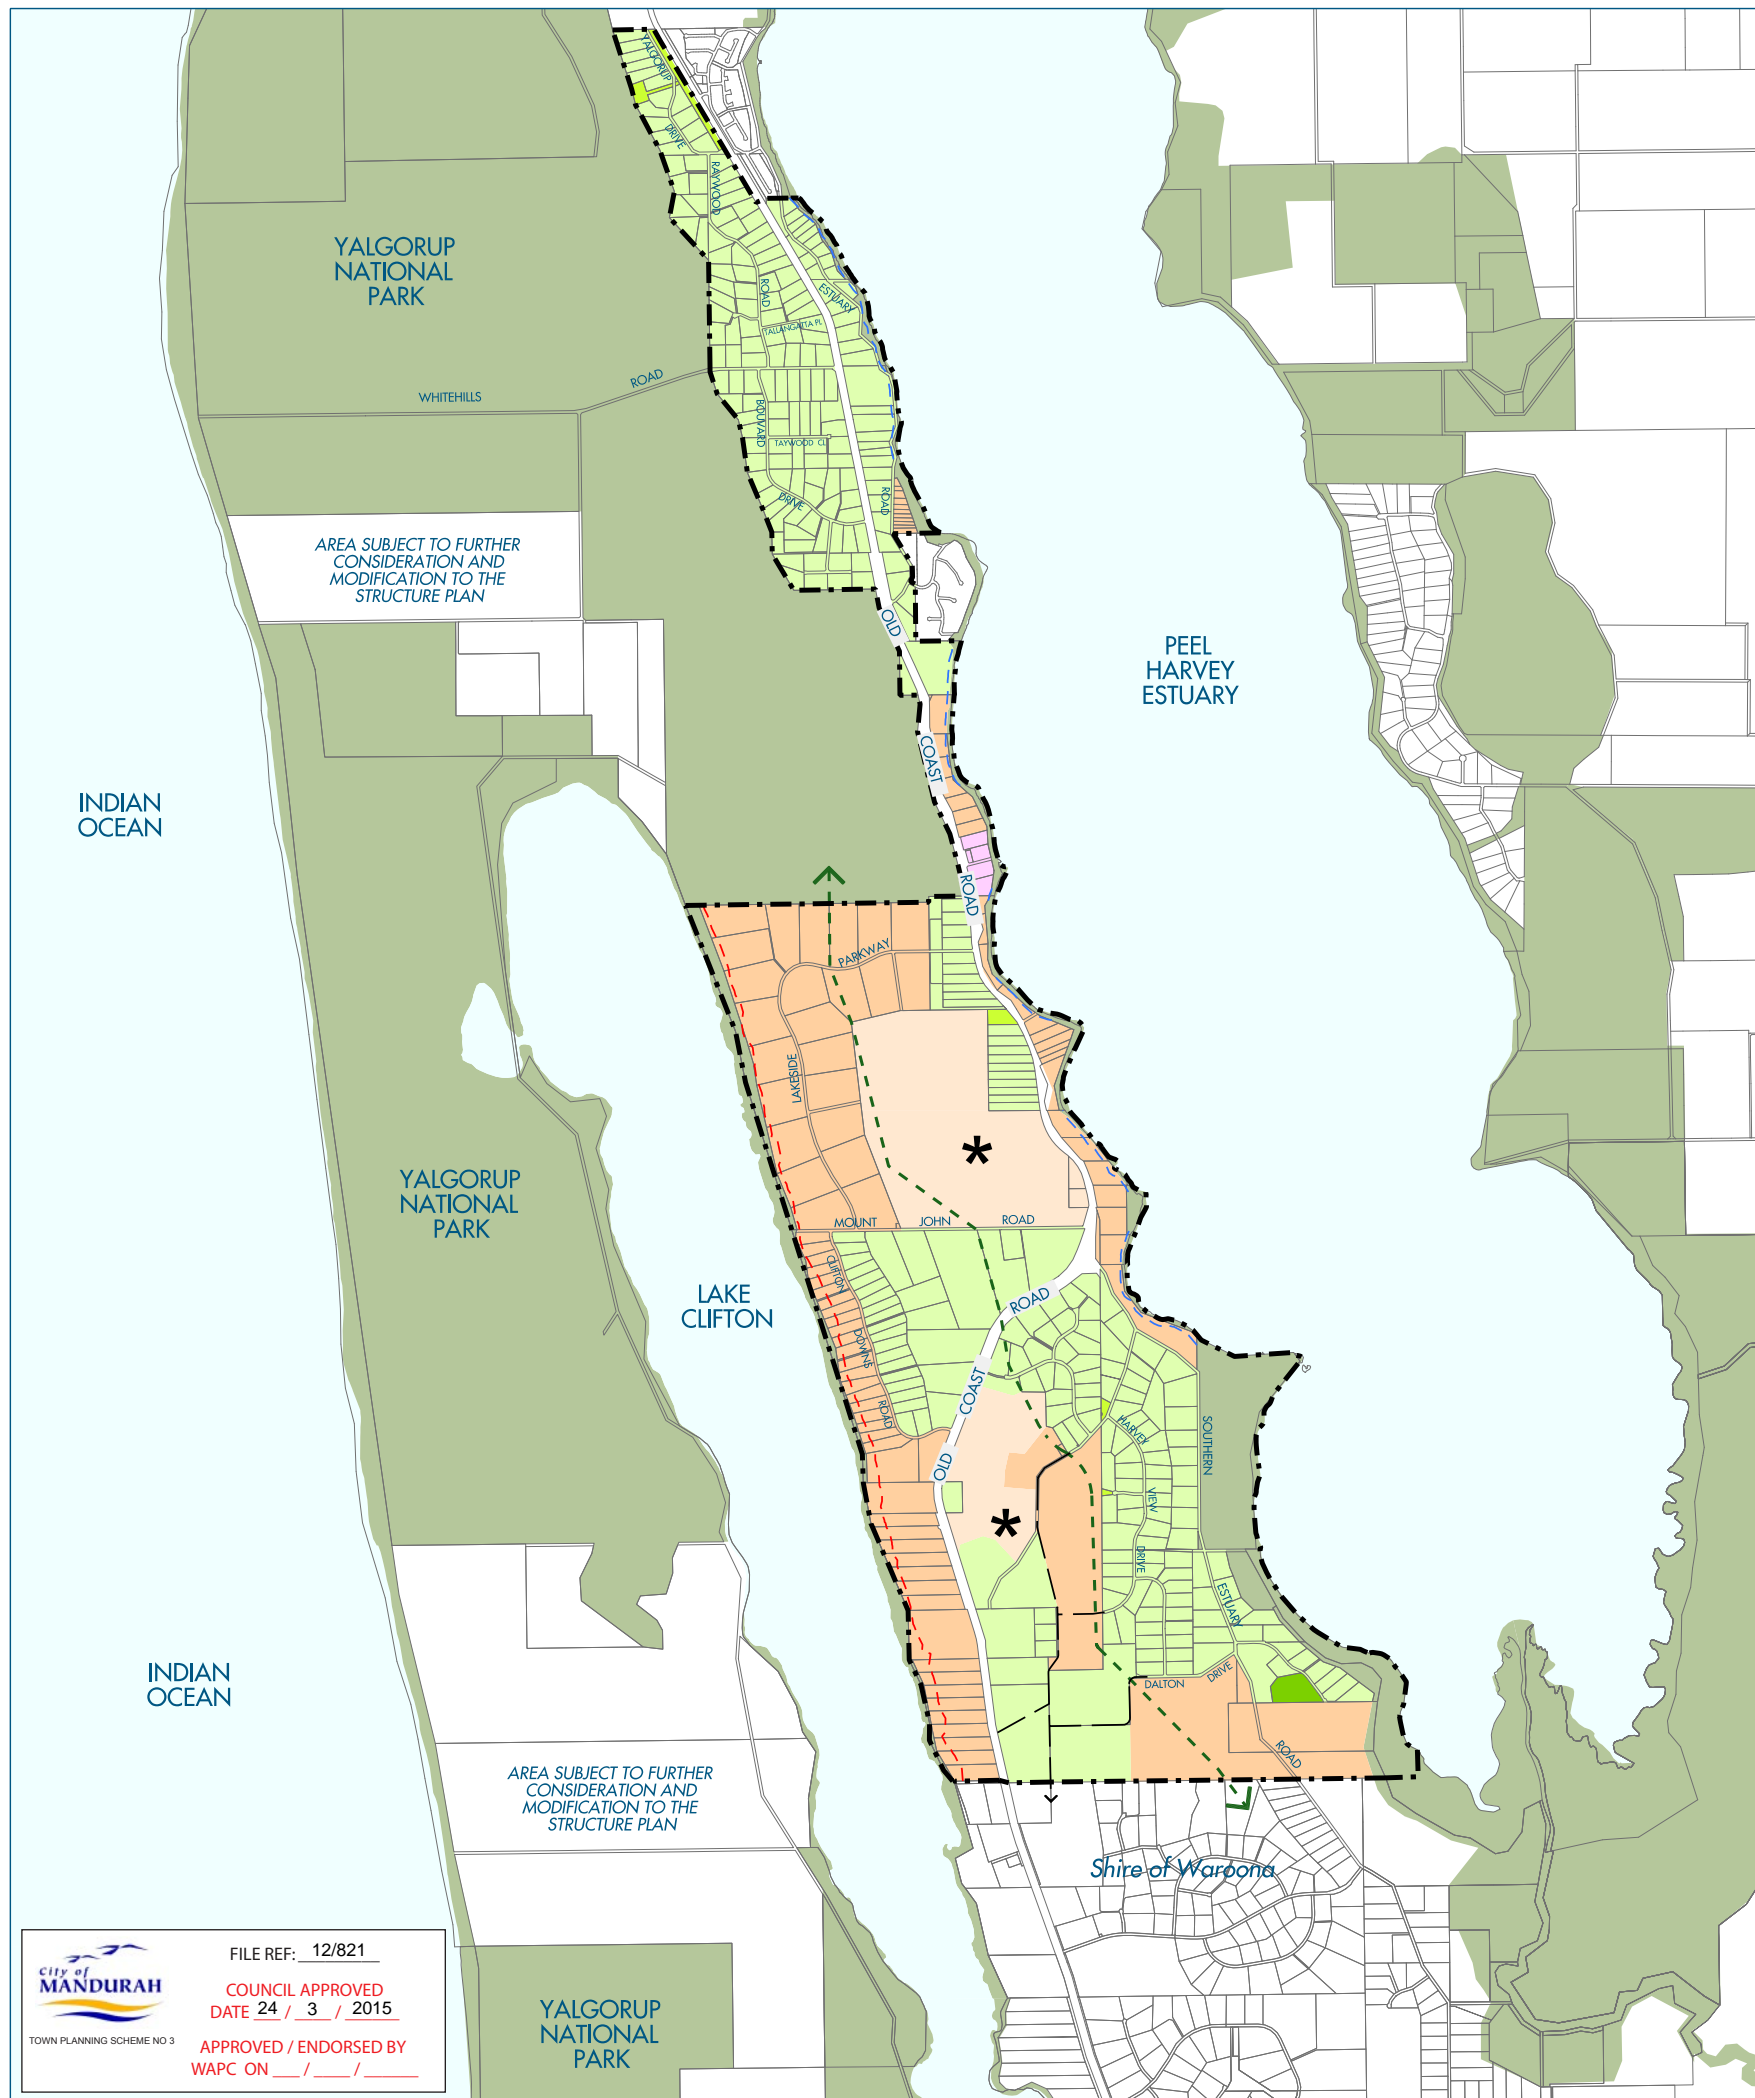 YALGORUP
DRIVE
RAYWOOD
ROAD
YALGORUP
NATIONAL
PARK
ESTUARY
TALLANGATTA PL
WHITEHILLS
ROAD
BOUVARD
TAYWOOD CL
DRIVE
ROAD
AREA SUBJECT TO FURTHER
CONSIDERATION AND
MODIFICATION TO THE
STRUCTURE PLAN
OLD
PEEL
HARVEY
ESTUARY
COAST
INDIAN
OCEAN
ROAD
PARKWAY
LAKESIDE
*
YALGORUP
NATIONAL
PARK
MOUNT JOHN ROAD
CLIFTON
LAKE
CLIFTON
DOWNS
ROAD
ROAD
COAST
OLD
HARVEY
SOUTHERN
VIEW
*
DRIVE
ESTUARY
INDIAN
OCEAN
DALTON DRIVE
ROAD
AREA SUBJECT TO FURTHER
CONSIDERATION AND
MODIFICATION TO THE
STRUCTURE PLAN
Shire of Waroona
City of
MANDURAH
TOWN PLANNING SCHEME NO 3
FILE REF: 12/821
COUNCIL APPROVED
DATE 24 / 3 / 2015
APPROVED / ENDORSED BY
WAPC ON ___ / ____ / ______
YALGORUP
NATIONAL
PARK